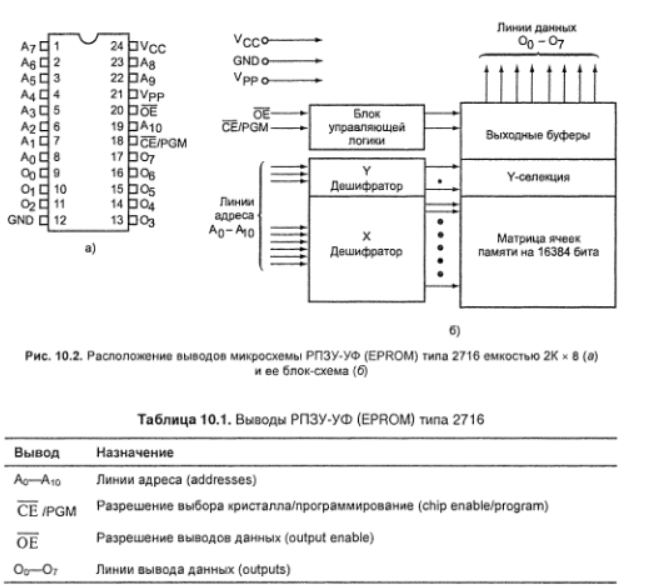 A7 1 24 VCC
A6 2 23 A8
A5 3 22 A9
A4 4 21 VPP
A3 5 20 OE
A2 6 19 A10
A1 7 18 CE/PGM
A0 8 17 O7
O0 9 16 O6
O1 10 15 O5
O2 11 14 O4
GND 12 13 O3
а)
VCC
GND
VPP
OE
CE/PGM
Линии
адреса
A0–A10
Блок
управляющей
логики
Y
Дешифратор
X
Дешифратор
Линии данных
O0 – O7
Выходные буферы
Y-селекция
Матрица ячеек
памяти на 16384 бита
б)
Рис. 10.2. Расположение выводов микросхемы РПЗУ-УФ (EPROM) типа 2716 емкостью 2K × 8 (а)
и ее блок-схема (б)
Таблица 10.1. Выводы РПЗУ-УФ (EPROM) типа 2716
Вывод Назначение
A0—A10 Линии адреса (addresses)
CE /PGM Разрешение выбора кристалла/программирование (chip enable/program)
OE Разрешение выводов данных (output enable)
O0—O7 Линии вывода данных (outputs)